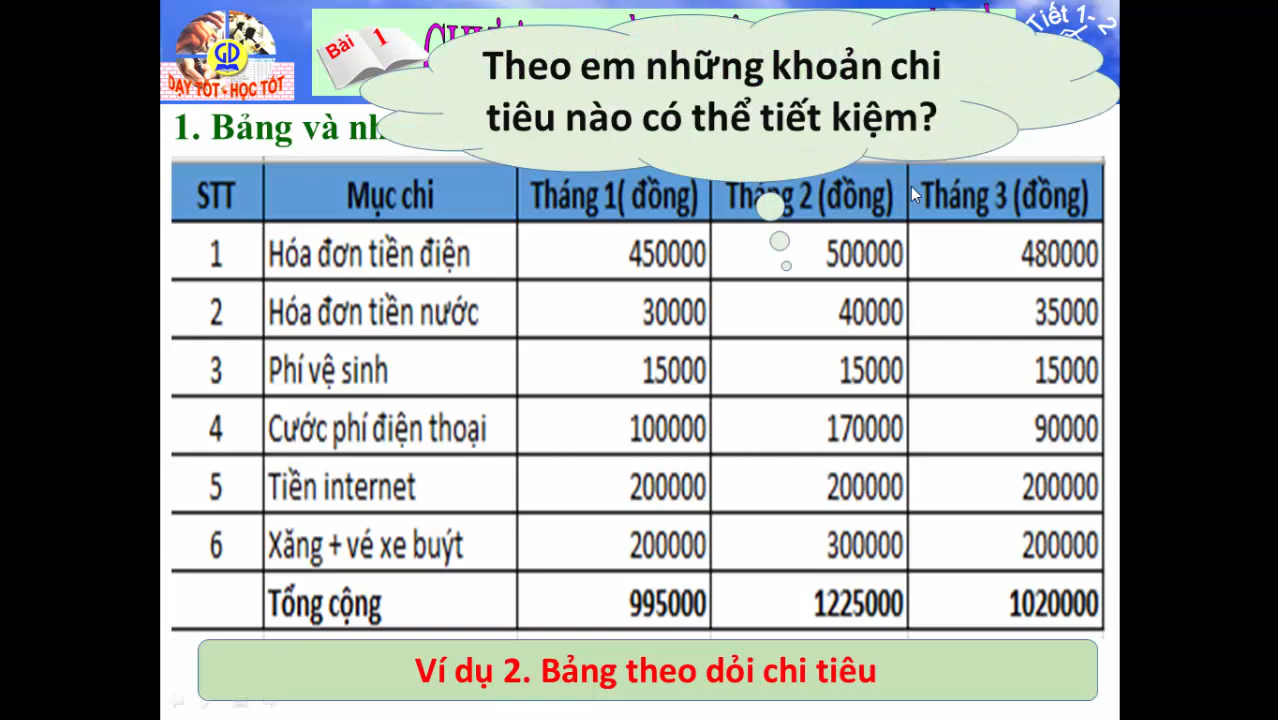 Bài 1
Tiết 1-2
GD
DẠY TỐT - HỌC TỐT
Theo em những khoản chi
tiêu nào có thể tiết kiệm?
1. Bảng và
STT Mục chi Tháng 1( đồng) Tháng 2 (đồng) Tháng 3 (đồng)
1 Hóa đơn tiền điện 450000 500000 480000
2 Hóa đơn tiền nước 30000 40000 35000
3 Phí vệ sinh 15000 15000 15000
4 Cước phí điện thoại 100000 170000 90000
5 Tiền internet 200000 200000 200000
6 Xăng + vé xe buýt 200000 300000 200000
Tổng cộng 995000 1225000 1020000
Ví dụ 2. Bảng theo dỏi chi tiêu